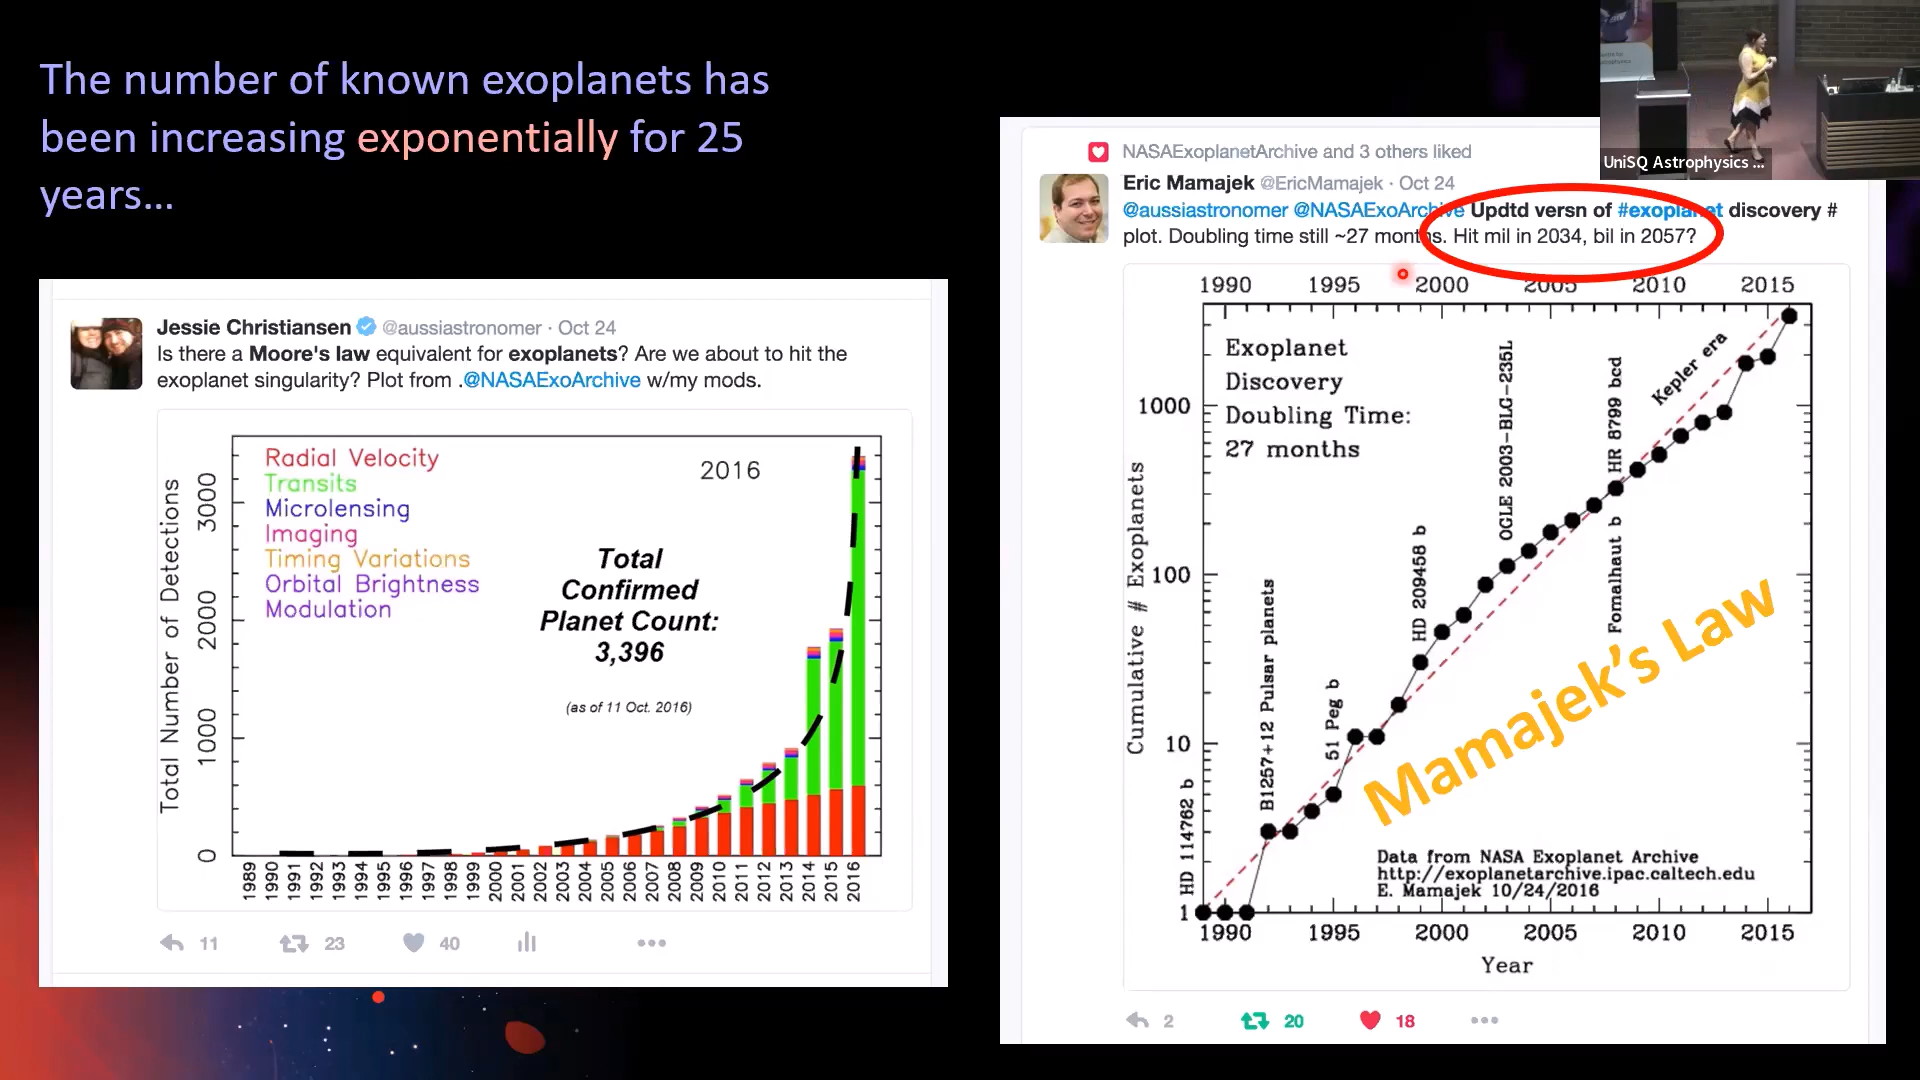 The number of known exoplanets has
been increasing exponentially for 25
years...
Jessie Christiansen @aussiastronomer · Oct 24
Is there a Moore's law equivalent for exoplanets? Are we about to hit the
exoplanet singularity? Plot from .@NASAExoArchive w/my mods.
Radial Velocity
Transits
Microlensing
Imaging
Timing Variations
Orbital Brightness
Modulation
2016
Total
Confirmed
Planet Count:
3,396
(as of 11 Oct. 2016)
Total Number of Detections
3000
2000
1000
0
1989 1990 1991 1992 1993 1994 1995 1996 1997 1998 1999 2000 2001 2002 2003 2004 2005 2006 2007 2008 2009 2010 2011 2012 2013 2014 2015 2016
11 23 40
NASAExoplanetArchive and 3 others liked
Eric Mamajek @EricMamajek · Oct 24
@aussiastronomer @NASAExoArchive Updtd versn of #exoplanet discovery #
plot. Doubling time still ~27 months. Hit mil in 2034, bil in 2057?
1990 1995 2000 2005 2010 2015
Exoplanet
Discovery
Doubling Time:
27 months
Cumulative # Exoplanets
1000
100
10
1
HD 114762 b
B1257+12 Pulsar planets
51 Peg b
HD 209458 b
OGLE 2003-BLG-235L
HR 8799 bcd
Fomalhaut b
Kepler era
Mamajek's Law
Data from NASA Exoplanet Archive
http://exoplanetarchive.ipac.caltech.edu
E. Mamajek 10/24/2016
1990 1995 2000 2005 2010 2015
Year
2 20 18
UniSQ Astrophysics ...